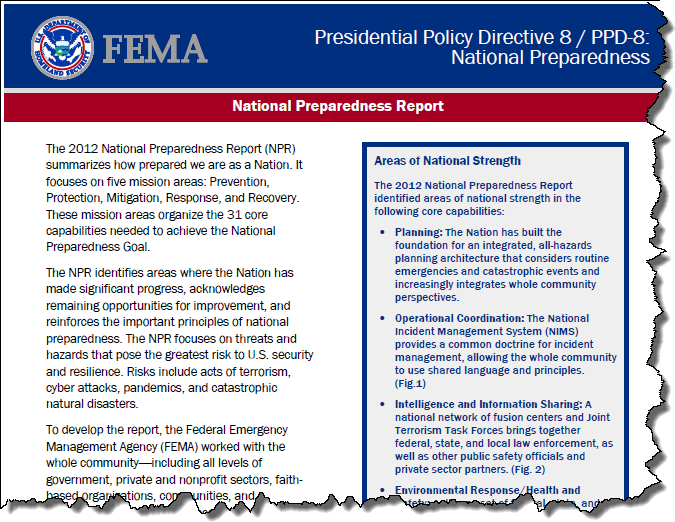 U.S. DEPARTMENT OF
HOMELAND SECURITY
FEMA
Presidential Policy Directive 8 / PPD-8:
National Preparedness
National Preparedness Report
The 2012 National Preparedness Report (NPR)
summarizes how prepared we are as a Nation. It
focuses on five mission areas: Prevention,
Protection, Mitigation, Response, and Recovery.
These mission areas organize the 31 core
capabilities needed to achieve the National
Preparedness Goal.
The NPR identifies areas where the Nation has
made significant progress, acknowledges
remaining opportunities for improvement, and
reinforces the important principles of national
preparedness. The NPR focuses on threats and
hazards that pose the greatest risk to U.S. security
and resilience. Risks include acts of terrorism,
cyber attacks, pandemics, and catastrophic
natural disasters.
To develop the report, the Federal Emergency
Management Agency (FEMA) worked with the
whole community—including all levels of
government, private and nonprofit sectors, faith-
based organizations, communities, and
Areas of National Strength
The 2012 National Preparedness Report
identified areas of national strength in the
following core capabilities:
• Planning: The Nation has built the
foundation for an integrated, all-hazards
planning architecture that considers routine
emergencies and catastrophic events and
increasingly integrates whole community
perspectives.
• Operational Coordination: The National
Incident Management System (NIMS)
provides a common doctrine for incident
management, allowing the whole community
to use shared language and principles.
(Fig.1)
• Intelligence and Information Sharing: A
national network of fusion centers and Joint
Terrorism Task Forces brings together
federal, state, and local law enforcement, as
well as other public safety officials and
private sector partners. (Fig. 2)
• Environmental Response/Health and